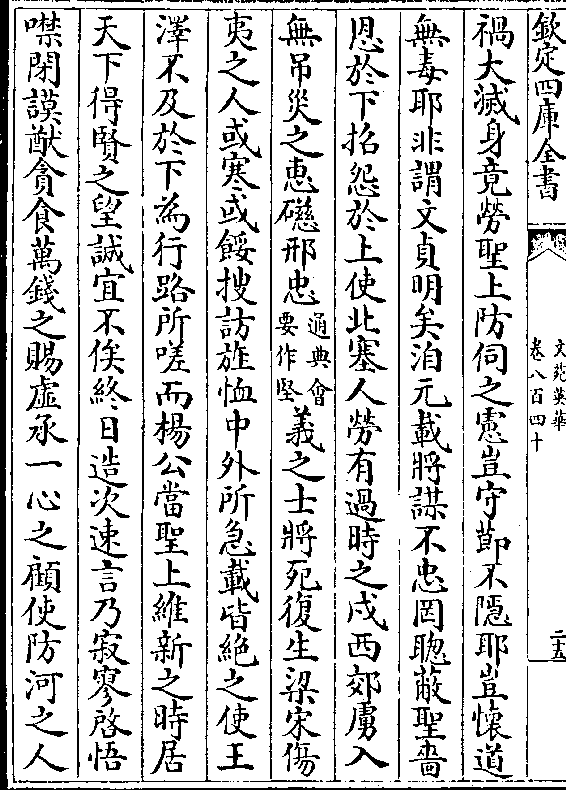 欽定四庫全書
文苑英華
卷八百四十
二五
禍大滅身竟勞聖上防伺之憲豈守節不隠耶豈懐道
無毒耶非謂文貞明矣洎元載將謀不忠罔聰蔽聖嗇
恩於下招怨於上使北塞人勞有過時之戍西郊虜入
無吊災之恵礠邢忠通典會要作堅義之士將死復生梁宋傷
夷之人或寒或餒搜訪旌恤中外所急載皆絶之使王
澤不及於下為行路所嗟而楊公當聖上維新之時居
天下得賢之望誠宜不俟終日造次速言乃寂寥啓悟
噤閉謨猷貪食萬錢之賜虛承一心之顧使防河之人